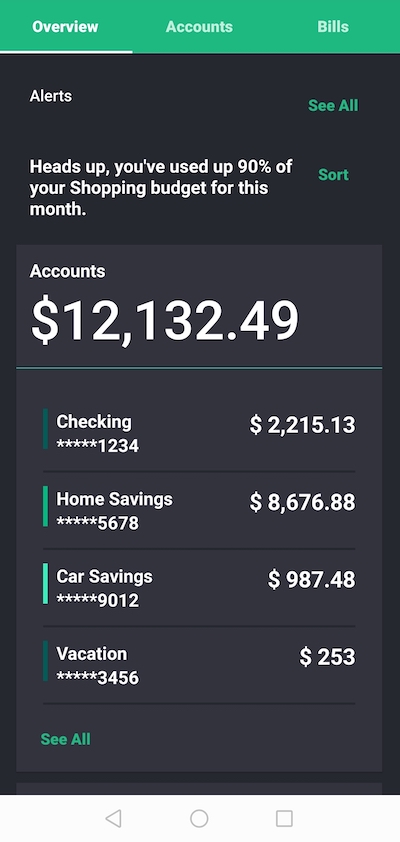 Overview Accounts Bills
Alerts
See All
Heads up, you've used up 90% of
your Shopping budget for this
month.
Sort
Accounts
$12,132.49
Checking
*****1234
$ 2,215.13
Home Savings
*****5678
$ 8,676.88
Car Savings
*****9012
$ 987.48
Vacation
*****3456
$ 253
See All